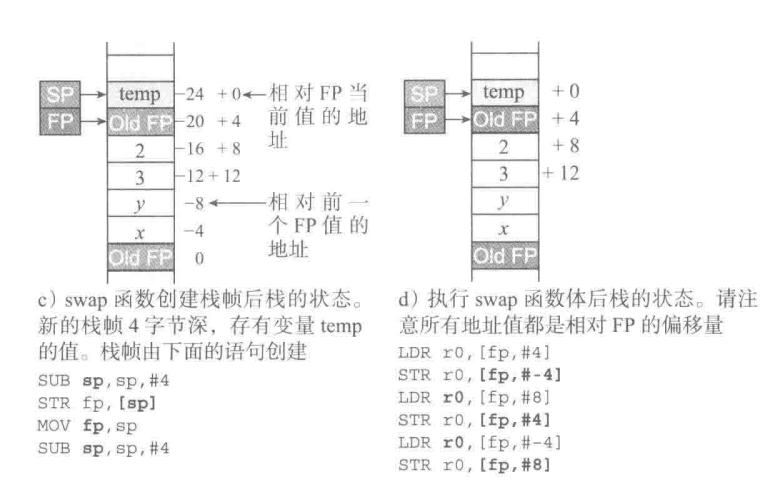 SP temp -24 +0 相对FP当
FP Old FP -20 +4 前值的地
2 -16 +8 址
3 -12 +12
y -8 相对前一
x -4 个FP值的
Old FP 0 地址
c) swap 函数创建栈帧后栈的状态。
新的栈帧4字节深，存有变量 temp
的值。栈帧由下面的语句创建
SUB sp,sp,#4
STR fp,[sp]
MOV fp,sp
SUB sp,sp,#4
SP temp +0
FP Old FP +4
2 +8
3 +12
y
x
Old FP
d) 执行 swap 函数体后栈的状态。请注
意所有地址值都是相对 FP 的偏移量
LDR r0,[fp,#4]
STR r0,[fp,#-4]
LDR r0,[fp,#8]
STR r0,[fp,#4]
LDR r0,[fp,#-4]
STR r0,[fp,#8]